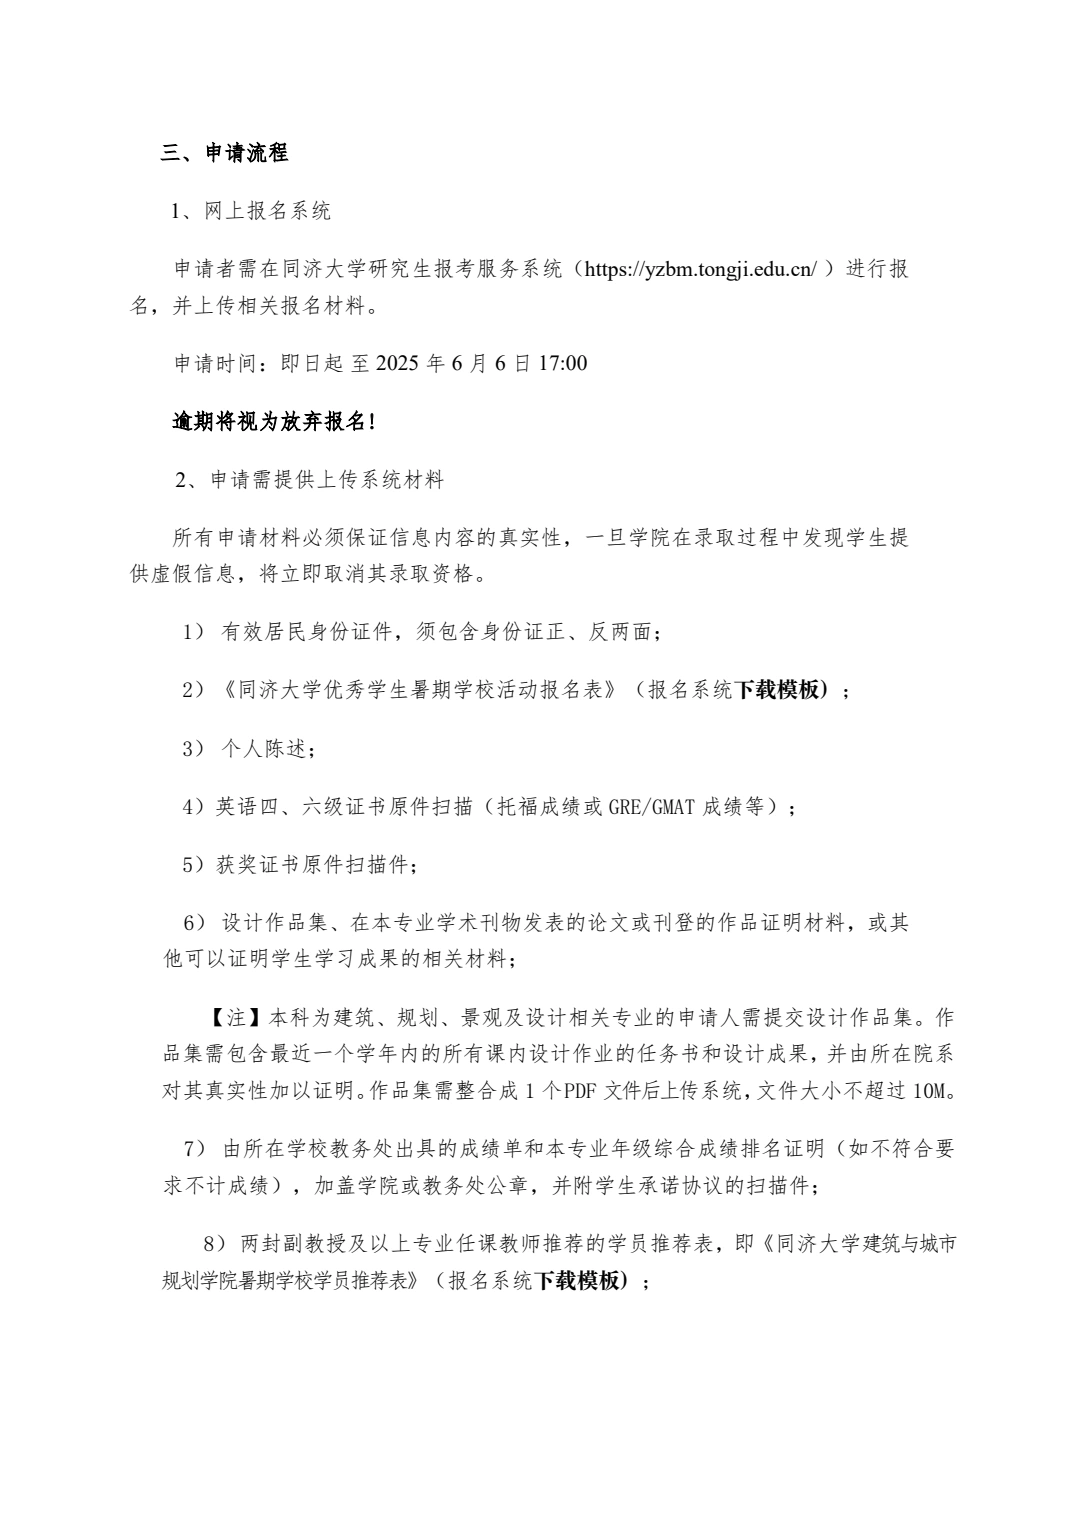 三、申请流程
1、网上报名系统
申请者需在同济大学研究生报考服务系统（https://yzbm.tongji.edu.cn/ ）进行报
名，并上传相关报名材料。
申请时间：即日起 至 2025 年 6 月 6 日 17:00
逾期将视为放弃报名！
2、申请需提供上传系统材料
所有申请材料必须保证信息内容的真实性，一旦学院在录取过程中发现学生提
供虚假信息，将立即取消其录取资格。
1） 有效居民身份证件，须包含身份证正、反两面；
2）《同济大学优秀学生暑期学校活动报名表》（报名系统下载模板）；
3） 个人陈述；
4）英语四、六级证书原件扫描（托福成绩或 GRE/GMAT 成绩等）；
5）获奖证书原件扫描件；
6） 设计作品集、在本专业学术刊物发表的论文或刊登的作品证明材料，或其
他可以证明学生学习成果的相关材料；
【注】本科为建筑、规划、景观及设计相关专业的申请人需提交设计作品集。作
品集需包含最近一个学年内的所有课内设计作业的任务书和设计成果，并由所在院系
对其真实性加以证明。作品集需整合成 1 个PDF 文件后上传系统，文件大小不超过 10M。
7） 由所在学校教务处出具的成绩单和本专业年级综合成绩排名证明（如不符合要
求不计成绩），加盖学院或教务处公章，并附学生承诺协议的扫描件；
8） 两封副教授及以上专业任课教师推荐的学员推荐表，即《同济大学建筑与城市
规划学院暑期学校学员推荐表》（报名系统下载模板）；